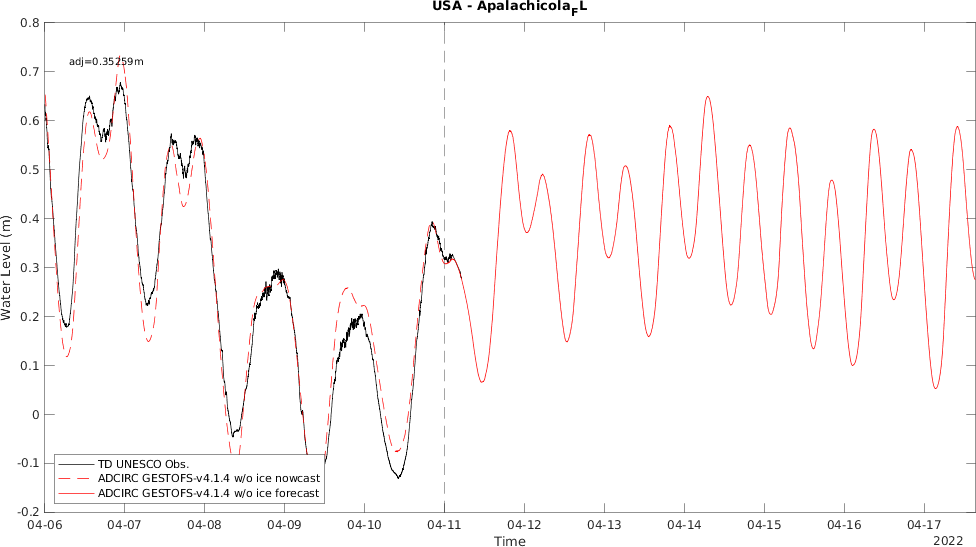 USA - Apalachicola_FL
adj=0.35259m
Water Level (m)
0.8
0.7
0.6
0.5
0.4
0.3
0.2
0.1
0
-0.1
-0.2
TD UNESCO Obs.
ADCIRC GESTOFS-v4.1.4 w/o ice nowcast
ADCIRC GESTOFS-v4.1.4 w/o ice forecast
04-06 04-07 04-08 04-09 04-10 04-11 04-12 04-13 04-14 04-15 04-16 04-17
Time
2022